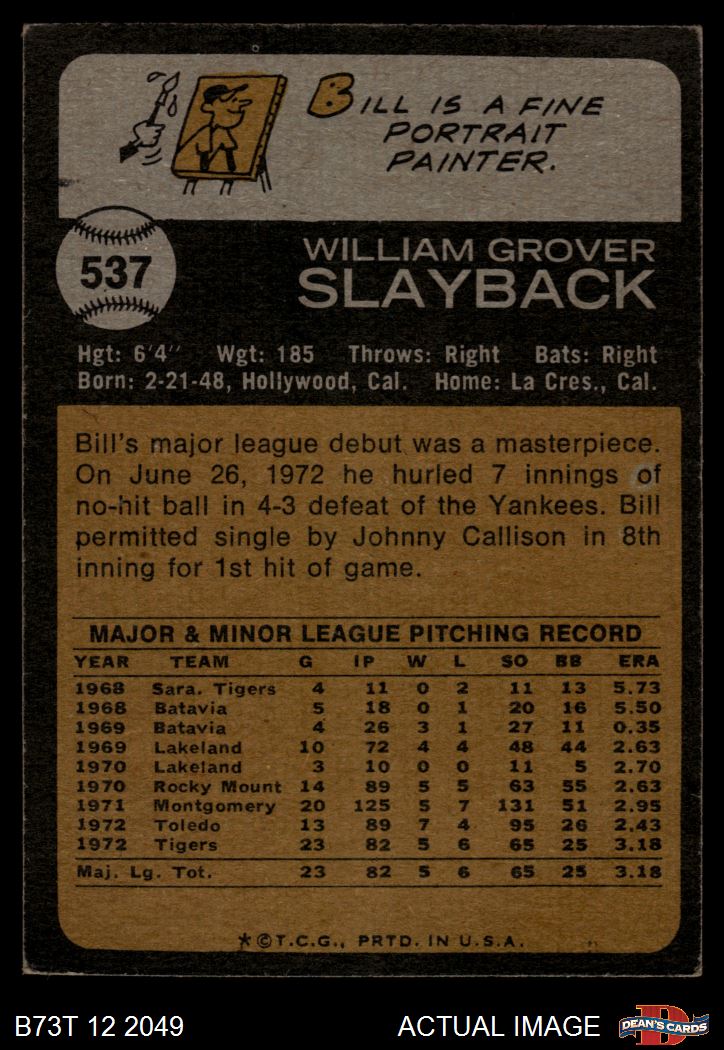 BILL IS A FINE
PORTRAIT
PAINTER.
537
WILLIAM GROVER
SLAYBACK
Hgt: 6'4" Wgt: 185 Throws: Right Bats: Right
Born: 2-21-48, Hollywood, Cal. Home: La Cres., Cal.
Bill's major league debut was a masterpiece.
On June 26, 1972 he hurled 7 innings of
no-hit ball in 4-3 defeat of the Yankees. Bill
permitted single by Johnny Callison in 8th
inning for 1st hit of game.
MAJOR & MINOR LEAGUE PITCHING RECORD
YEAR TEAM G IP W L SO BB ERA
1968 Sara. Tigers 4 11 0 2 11 13 5.73
1968 Batavia 5 18 0 1 20 16 5.50
1969 Batavia 4 26 3 1 27 11 0.35
1969 Lakeland 10 72 4 4 48 44 2.63
1970 Lakeland 3 10 0 0 11 5 2.70
1970 Rocky Mount 14 89 5 5 63 55 2.63
1971 Montgomery 20 125 5 7 131 51 2.95
1972 Toledo 13 89 7 4 95 26 2.43
1972 Tigers 23 82 5 6 65 25 3.18
Maj. Lg. Tot. 23 82 5 6 65 25 3.18
*©T.C.G., PRTD. IN U.S.A.
B73T 12 2049 ACTUAL IMAGE D DEAN'S CARDS